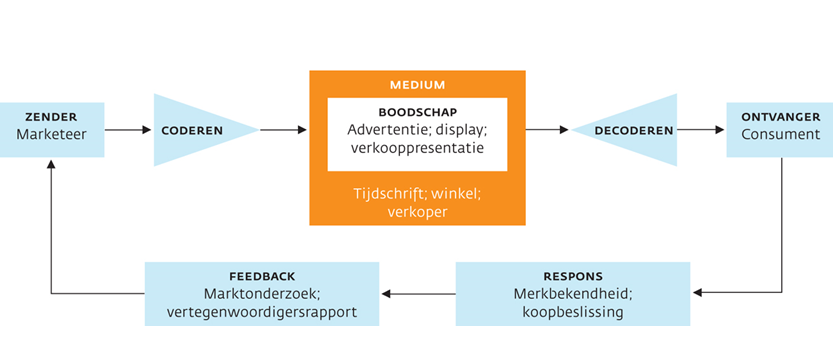 ZENDER
Marketeer
CODEREN
MEDIUM
BOODSCHAP
Advertentie; display;
verkooppresentatie
Tijdschrift; winkel;
verkoper
DECODEREN
ONTVANGER
Consument
FEEDBACK
Marktonderzoek;
vertegenwoordigersrapport
RESPONS
Merkbekendheid;
koopbeslissing